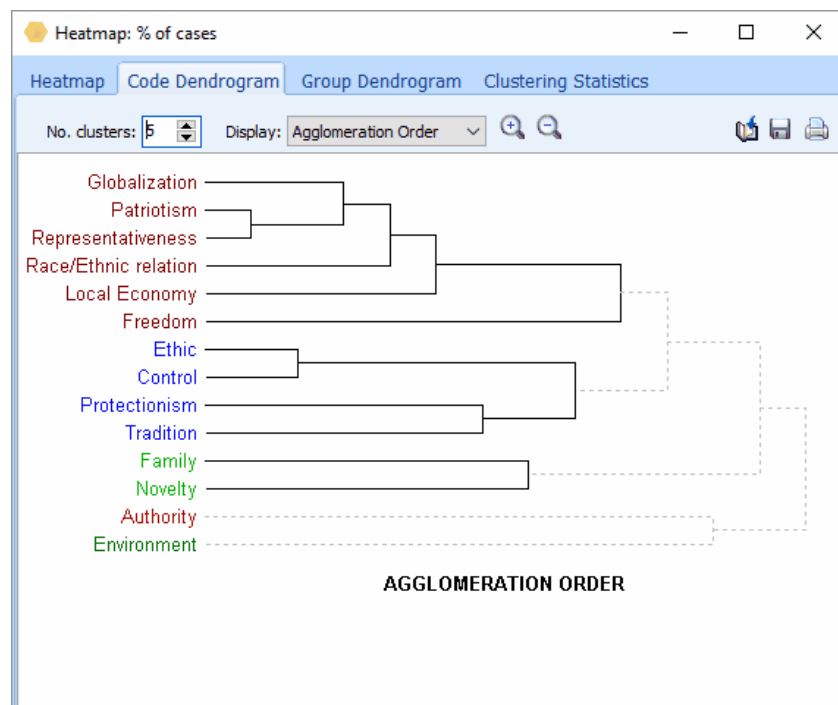 Heatmap: % of cases
Heatmap Code Dendrogram Group Dendrogram Clustering Statistics
No. clusters: 5 Display: Agglomeration Order
Globalization
Patriotism
Representativeness
Race/Ethnic relation
Local Economy
Freedom
Ethic
Control
Protectionism
Tradition
Family
Novelty
Authority
Environment
AGGLOMERATION ORDER